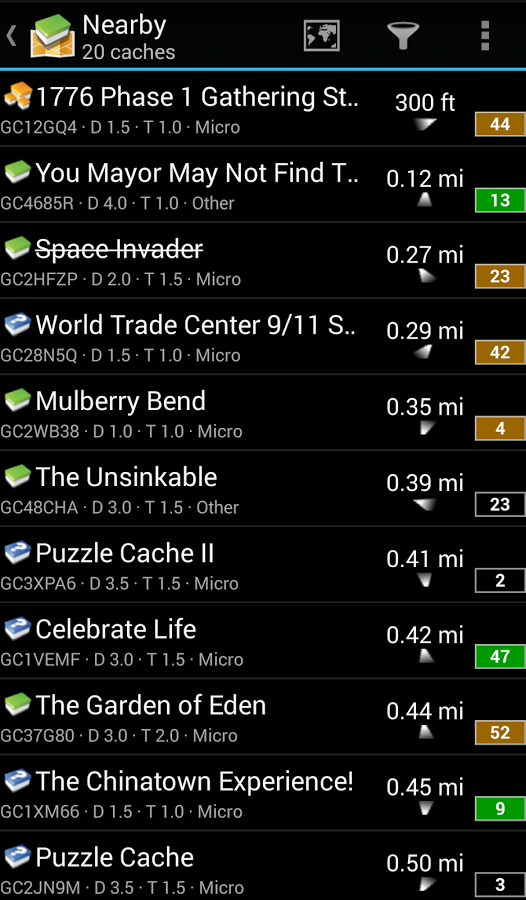 Nearby
20 caches
1776 Phase 1 Gathering St..
300 ft
GC12GQ4 · D 1.5 · T 1.0 · Micro
44
You Mayor May Not Find T..
0.12 mi
GC4685R · D 4.0 · T 1.0 · Other
13
Space Invader
0.27 mi
GC2HFZP · D 2.0 · T 1.5 · Micro
23
World Trade Center 9/11 S..
0.29 mi
GC28N5Q · D 1.5 · T 1.0 · Micro
42
Mulberry Bend
0.35 mi
GC2WB38 · D 1.0 · T 1.0 · Micro
4
The Unsinkable
0.39 mi
GC48CHA · D 3.0 · T 1.5 · Other
23
Puzzle Cache II
0.41 mi
GC3XPA6 · D 3.5 · T 1.5 · Micro
2
Celebrate Life
0.42 mi
GC1VEMF · D 3.0 · T 1.5 · Micro
47
The Garden of Eden
0.44 mi
GC37G80 · D 3.0 · T 2.0 · Micro
52
The Chinatown Experience!
0.45 mi
GC1XM66 · D 1.5 · T 1.0 · Micro
9
Puzzle Cache
0.50 mi
GC2JN9M · D 3.5 · T 1.5 · Micro
3